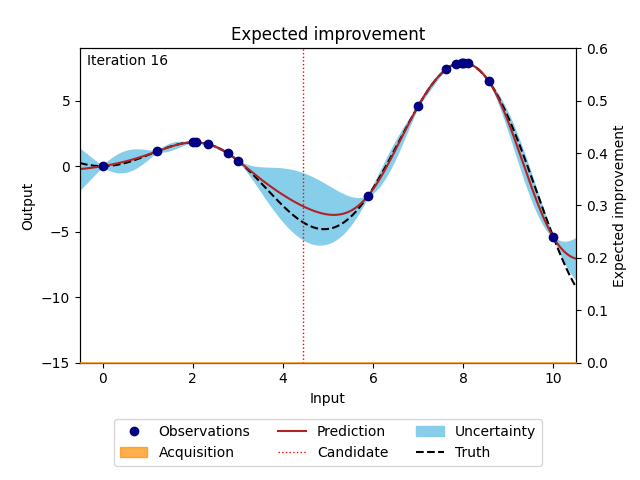 Expected improvement
Iteration 16
5
0
−5
−10
−15
Output
0.6
0.5
0.4
0.3
0.2
0.1
0.0
Expected improvement
0 2 4 6 8 10
Input
Observations Prediction Uncertainty
Acquisition Candidate Truth